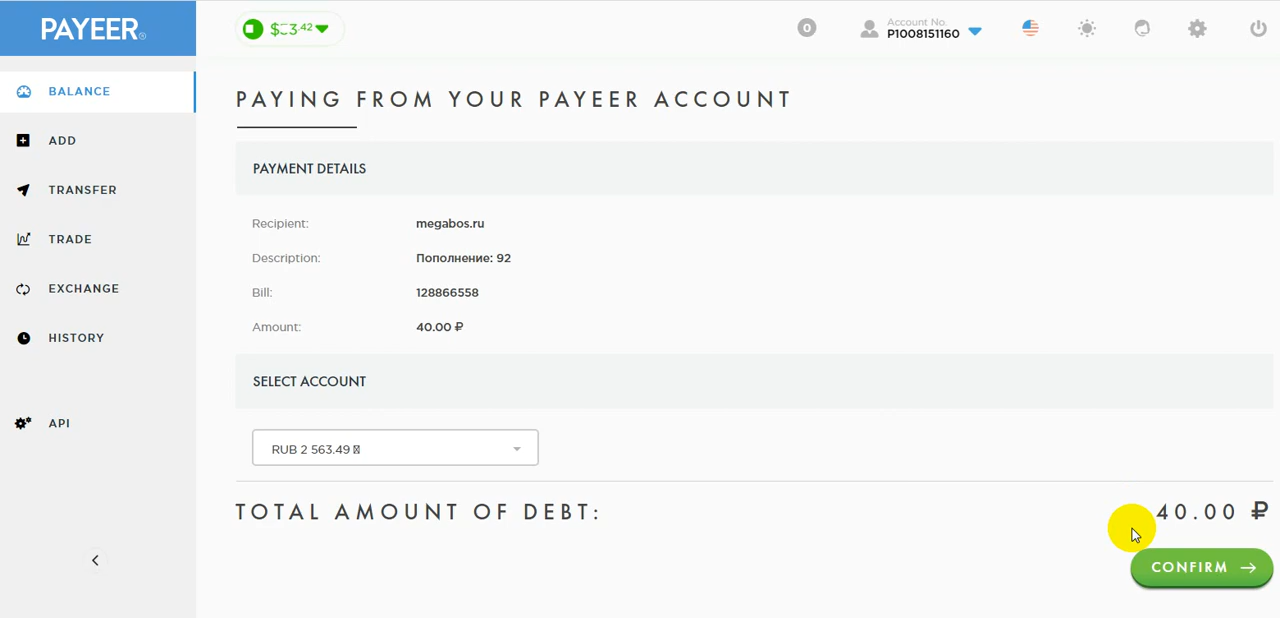 PAYEER
0
Account No.
P1008151160
BALANCE
ADD
TRANSFER
TRADE
EXCHANGE
HISTORY
API
PAYING FROM YOUR PAYEER ACCOUNT
PAYMENT DETAILS
Recipient: megabos.ru
Description: Пополнение: 92
Bill: 128866558
Amount: 40.00 ₽
SELECT ACCOUNT
RUB 2 563.49
TOTAL AMOUNT OF DEBT: 40.00 ₽
CONFIRM →